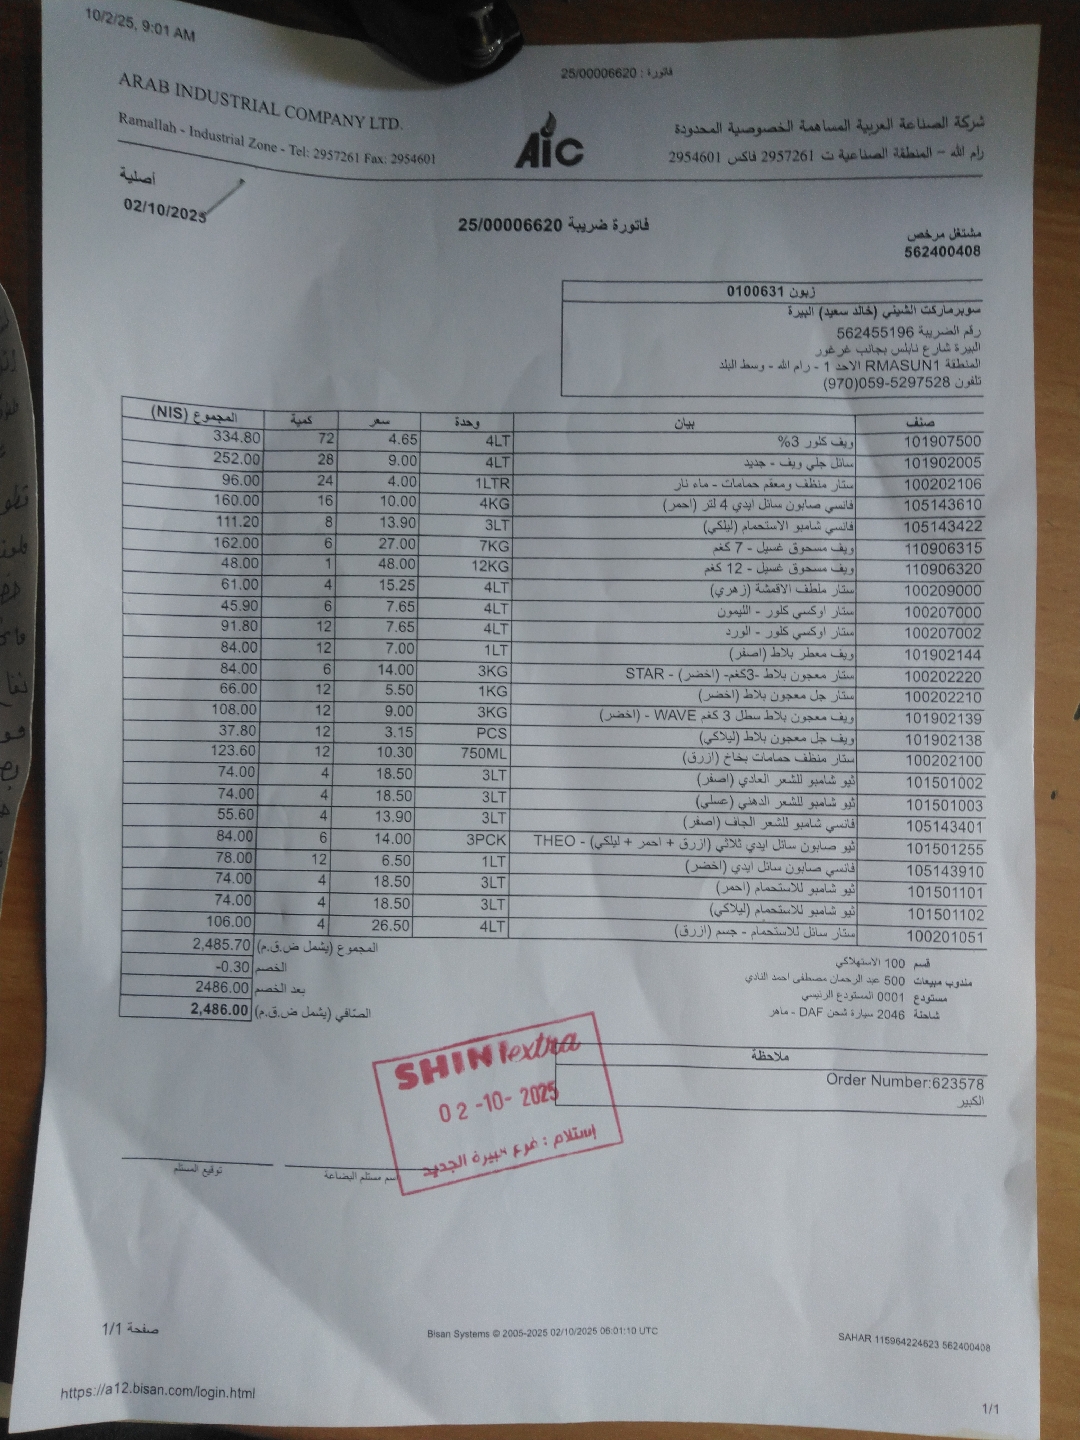 10/2/25, 9:01 AM
فاتورة : 25/00006620
ARAB INDUSTRIAL COMPANY LTD.
Ramallah - Industrial Zone - Tel: 2957261 Fax: 2954601
AiC
شركة الصناعة العربية المساهمة الخصوصية المحدودة
رام الله – المنطقة الصناعية ت 2957261 فاكس 2954601
أصلية
02/10/2025
فاتورة ضريبة 25/00006620
مشتغل مرخص
562400408
زبون 0100631
سوبرماركت الشيني (خالد سعيد) البيرة
رقم الضريبة 562455196
البيرة شارع نابلس بجانب غرغور
المنطقة RMASUN1 الاحد 1 - رام الله - وسط البلد
تلفون 059-5297528(970)
صنف بيان وحدة سعر كمية المجموع (NIS)
101907500 ويف كلور 3% 4LT 4.65 72 334.80
101902005 سائل جلي ويف - جديد 4LT 9.00 28 252.00
100202106 ستار منظف ومعقم حمامات - ماء نار 1LTR 4.00 24 96.00
105143610 فانسي صابون سائل ايدي 4 لتر (احمر) 4KG 10.00 16 160.00
105143422 فانسي شامبو الاستحمام (ليلكي) 3LT 13.90 8 111.20
110906315 ويف مسحوق غسيل - 7 كغم 7KG 27.00 6 162.00
110906320 ويف مسحوق غسيل - 12 كغم 12KG 48.00 1 48.00
100209000 ستار ملطف الاقمشة (زهري) 4LT 15.25 4 61.00
100207000 ستار اوكسي كلور - الليمون 4LT 7.65 6 45.90
100207002 ستار اوكسي كلور - الورد 4LT 7.65 12 91.80
101902144 ويف معطر بلاط (اصفر) 1LT 7.00 12 84.00
100202220 ستار معجون بلاط -3كغم- (اخضر) - STAR 3KG 14.00 6 84.00
100202210 ستار جل معجون بلاط (اخضر) 1KG 5.50 12 66.00
101902139 ويف معجون بلاط سطل 3 كغم WAVE - (اخضر) 3KG 9.00 12 108.00
101902138 ويف جل معجون بلاط (ليلاكي) PCS 3.15 12 37.80
100202100 ستار منظف حمامات بخاخ (ازرق) 750ML 10.30 12 123.60
101501002 ثيو شامبو للشعر العادي (اصفر) 3LT 18.50 4 74.00
101501003 ثيو شامبو للشعر الدهني (عسلي) 3LT 18.50 4 74.00
105143401 فانسي شامبو للشعر الجاف (اصفر) 3LT 13.90 4 55.60
101501255 ثيو صابون سائل ايدي ثلاثي (ازرق + احمر + ليلكي) - THEO 3PCK 14.00 6 84.00
105143910 فانسي صابون سائل ايدي (اخضر) 1LT 6.50 12 78.00
101501101 ثيو شامبو للاستحمام (احمر) 3LT 18.50 4 74.00
101501102 ثيو شامبو للاستحمام (ليلاكي) 3LT 18.50 4 74.00
100201051 ستار سائل للاستحمام - جسم (ازرق) 4LT 26.50 4 106.00
المجموع (يشمل ض.ق.م) 2,485.70
الخصم -0.30
بعد الخصم 2486.00
الصافي (يشمل ض.ق.م) 2,486.00
قسم 100 الاستهلاكي
مندوب مبيعات 500 عبد الرحمان مصطفى احمد النادي
مستودع 0001 المستودع الرئيسي
شاحنة 2046 سيارة شحن DAF - ماهر
ملاحظة
Order Number:623578
الكبير
SHINI extra
02-10-2025
إستلام : فرع البيرة الجديد
توقيع المستلم
اسم مستلم البضاعة
صفحة 1/1
Bisan Systems © 2005-2025 02/10/2025 06:01:10 UTC
SAHAR 115964224623 562400408
https://a12.bisan.com/login.html
1/1